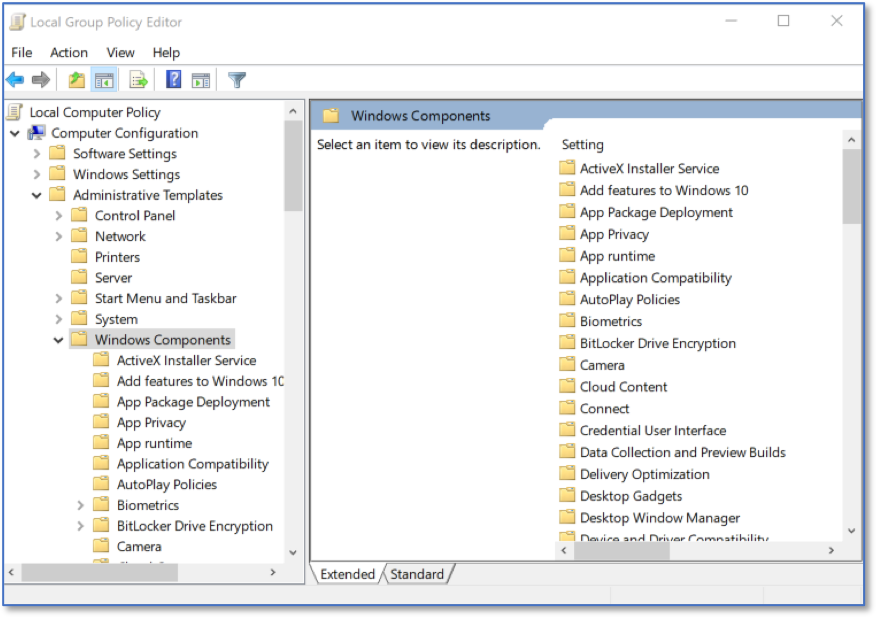 Local Group Policy Editor
File Action View Help
Local Computer Policy
Computer Configuration
Software Settings
Windows Settings
Administrative Templates
Control Panel
Network
Printers
Server
Start Menu and Taskbar
System
Windows Components
ActiveX Installer Service
Add features to Windows 10
App Package Deployment
App Privacy
App runtime
Application Compatibility
AutoPlay Policies
Biometrics
BitLocker Drive Encryption
Camera
Windows Components
Select an item to view its description.
Setting
ActiveX Installer Service
Add features to Windows 10
App Package Deployment
App Privacy
App runtime
Application Compatibility
AutoPlay Policies
Biometrics
BitLocker Drive Encryption
Camera
Cloud Content
Connect
Credential User Interface
Data Collection and Preview Builds
Delivery Optimization
Desktop Gadgets
Desktop Window Manager
Device and Driver Compatibility
Extended Standard